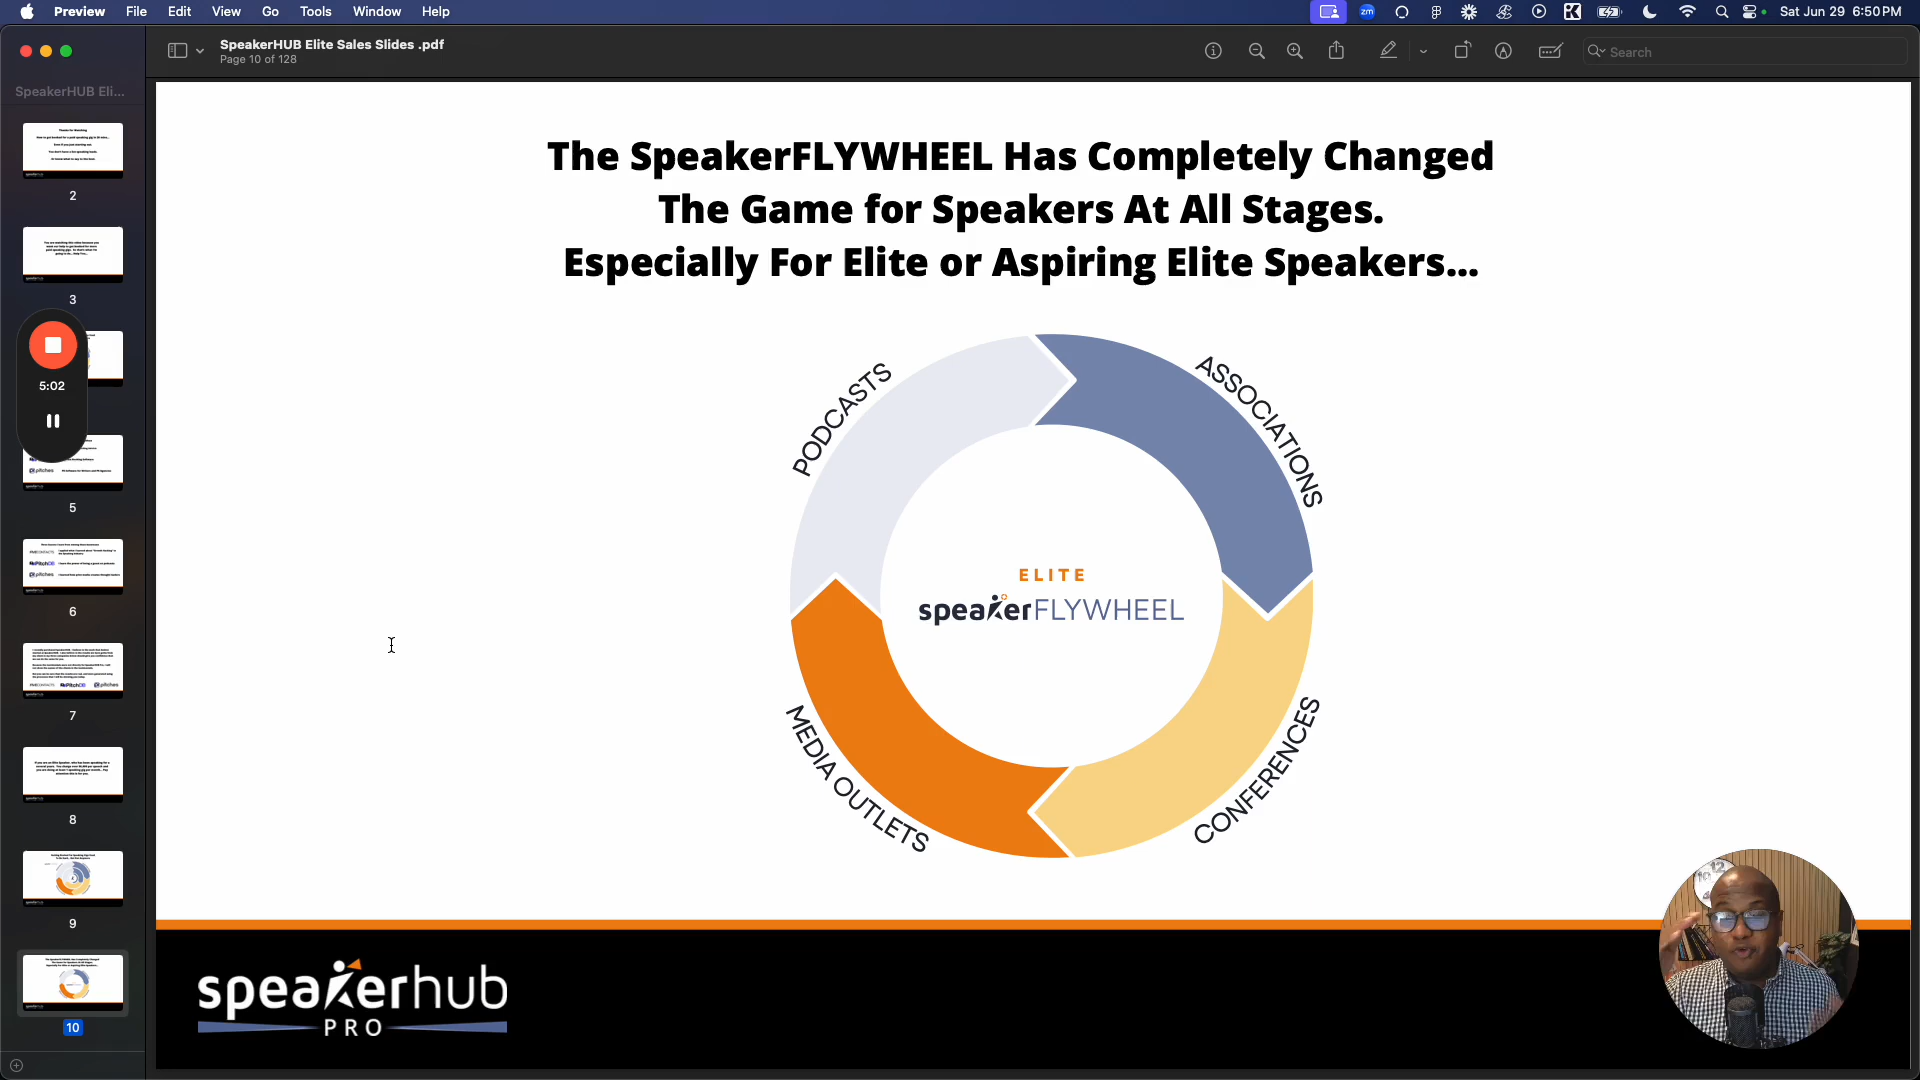 Preview File Edit View Go Tools Window Help
zm
Sat Jun 29 6:50 PM
SpeakerHUB Elite Sales Slides .pdf
Page 10 of 128
Search
SpeakerHUB Eli...
2
3
5:02
5
6
7
8
9
10
The SpeakerFLYWHEEL Has Completely Changed
The Game for Speakers At All Stages.
Especially For Elite or Aspiring Elite Speakers...
PODCASTS
ASSOCIATIONS
ELITE
speakerFLYWHEEL
MEDIA OUTLETS
CONFERENCES
speakerhub
PRO